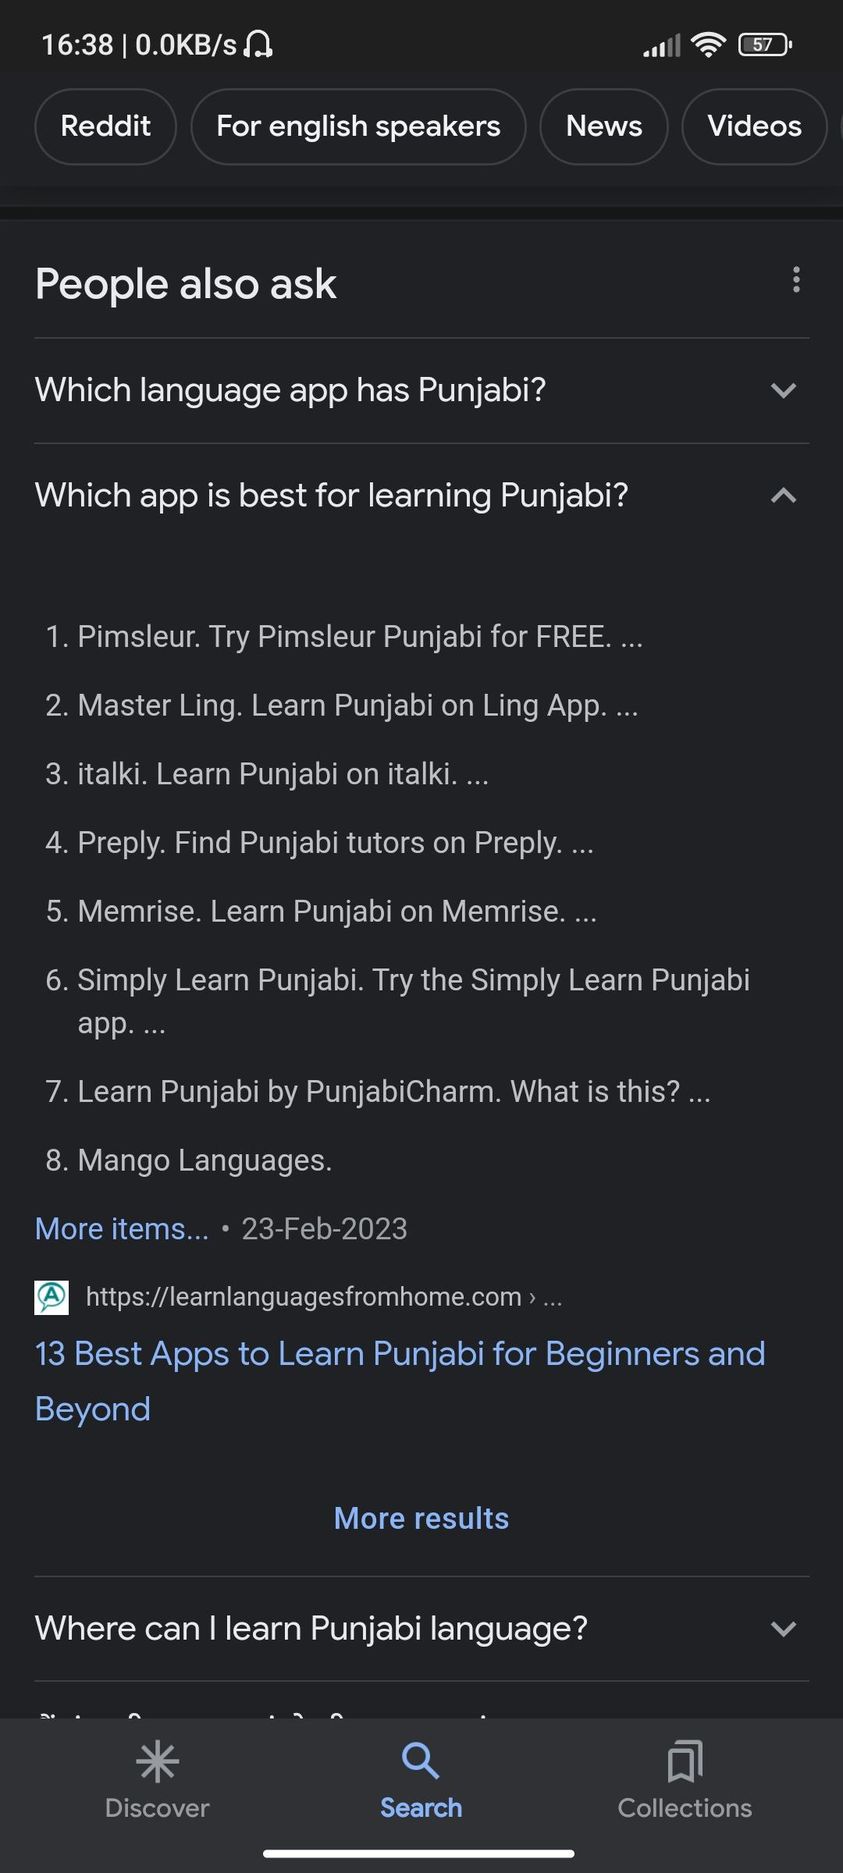 16:38 | 0.0KB/s
57
Reddit
For english speakers
News
Videos
People also ask
Which language app has Punjabi?
Which app is best for learning Punjabi?
1. Pimsleur. Try Pimsleur Punjabi for FREE. ...
2. Master Ling. Learn Punjabi on Ling App. ...
3. italki. Learn Punjabi on italki. ...
4. Preply. Find Punjabi tutors on Preply. ...
5. Memrise. Learn Punjabi on Memrise. ...
6. Simply Learn Punjabi. Try the Simply Learn Punjabi
app. ...
7. Learn Punjabi by PunjabiCharm. What is this? ...
8. Mango Languages.
More items... • 23-Feb-2023
https://learnlanguagesfromhome.com › ...
13 Best Apps to Learn Punjabi for Beginners and
Beyond
More results
Where can I learn Punjabi language?
Discover
Search
Collections